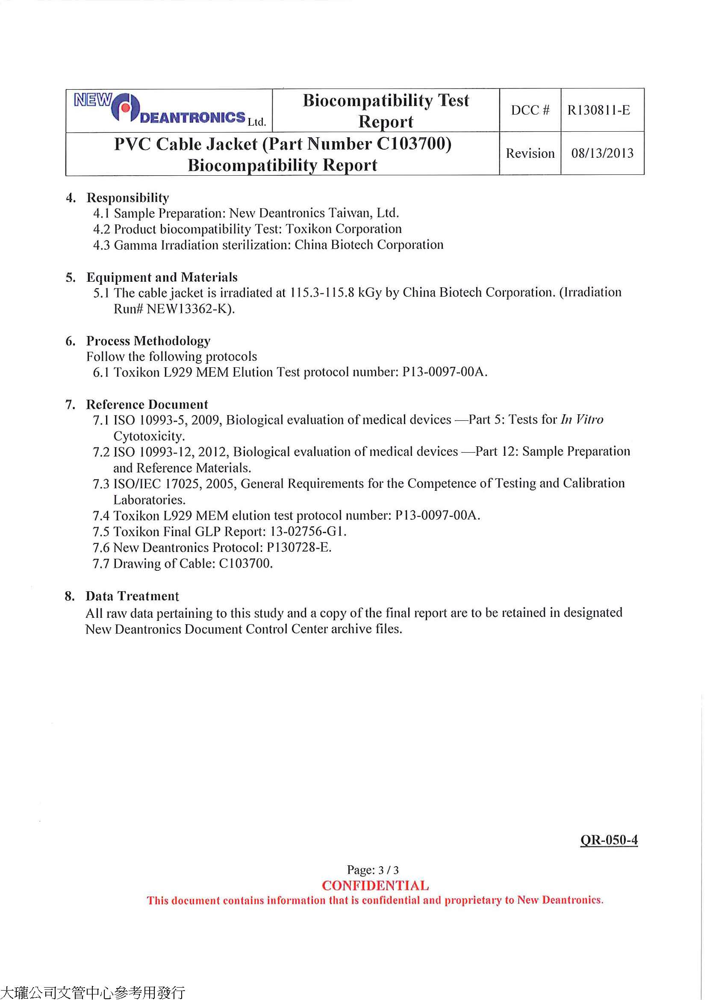 NEW DEANTRONICS Ltd.
Biocompatibility Test
Report
DCC #
R130811-E
PVC Cable Jacket (Part Number C103700)
Biocompatibility Report
Revision
08/13/2013
4. Responsibility
4.1 Sample Preparation: New Deantronics Taiwan, Ltd.
4.2 Product biocompatibility Test: Toxikon Corporation
4.3 Gamma Irradiation sterilization: China Biotech Corporation
5. Equipment and Materials
5.1 The cable jacket is irradiated at 115.3-115.8 kGy by China Biotech Corporation. (Irradiation
Run# NEW13362-K).
6. Process Methodology
Follow the following protocols
6.1 Toxikon L929 MEM Elution Test protocol number: P13-0097-00A.
7. Reference Document
7.1 ISO 10993-5, 2009, Biological evaluation of medical devices —Part 5: Tests for In Vitro
Cytotoxicity.
7.2 ISO 10993-12, 2012, Biological evaluation of medical devices —Part 12: Sample Preparation
and Reference Materials.
7.3 ISO/IEC 17025, 2005, General Requirements for the Competence of Testing and Calibration
Laboratories.
7.4 Toxikon L929 MEM elution test protocol number: P13-0097-00A.
7.5 Toxikon Final GLP Report: 13-02756-G1.
7.6 New Deantronics Protocol: P130728-E.
7.7 Drawing of Cable: C103700.
8. Data Treatment
All raw data pertaining to this study and a copy of the final report are to be retained in designated
New Deantronics Document Control Center archive files.
QR-050-4
Page: 3 / 3
CONFIDENTIAL
This document contains information that is confidential and proprietary to New Deantronics.
大瓏公司文管中心參考用發行